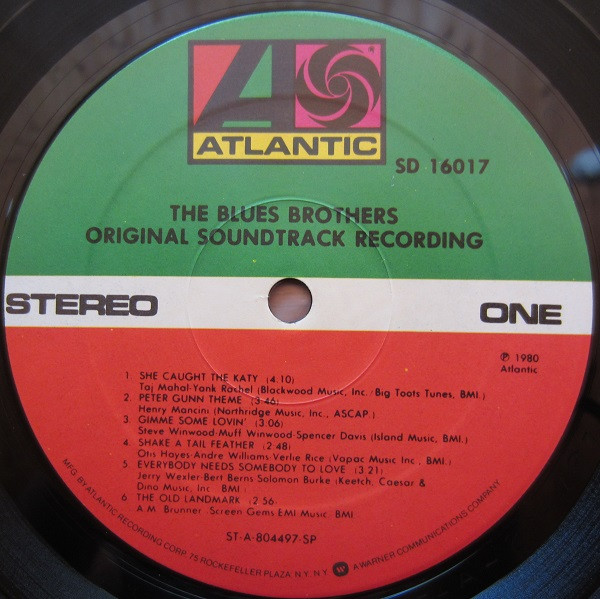 ATLANTIC
SD 16017
THE BLUES BROTHERS
ORIGINAL SOUNDTRACK RECORDING
STEREO ONE
℗ 1980
Atlantic
1 SHE CAUGHT THE KATY (4:10)
Taj Mahal-Yank Rachel (Blackwood Music, Inc./Big Toots Tunes, BMI)
2 PETER GUNN THEME (3:46)
Henry Mancini (Northridge Music, Inc., ASCAP)
3 GIMME SOME LOVIN' (3:06)
Steve Winwood-Muff Winwood-Spencer Davis (Island Music, BMI)
4 SHAKE A TAIL FEATHER (2:48)
Otis Hayes-Andre Williams Verlie Rice (Vapac Music Inc., BMI)
5 EVERYBODY NEEDS SOMEBODY TO LOVE (3:21)
Jerry Wexler-Bert Berns Solomon Burke (Keetch, Caesar &
Dino Music, Inc. BMI)
6 THE OLD LANDMARK (2:56)
A.M. Brunner-Screen Gems EMI Music, BMI
ST-A-804497-SP
MFG. BY ATLANTIC RECORDING CORP. 75 ROCKEFELLER PLAZA, N.Y., N.Y. A WARNER COMMUNICATIONS COMPANY